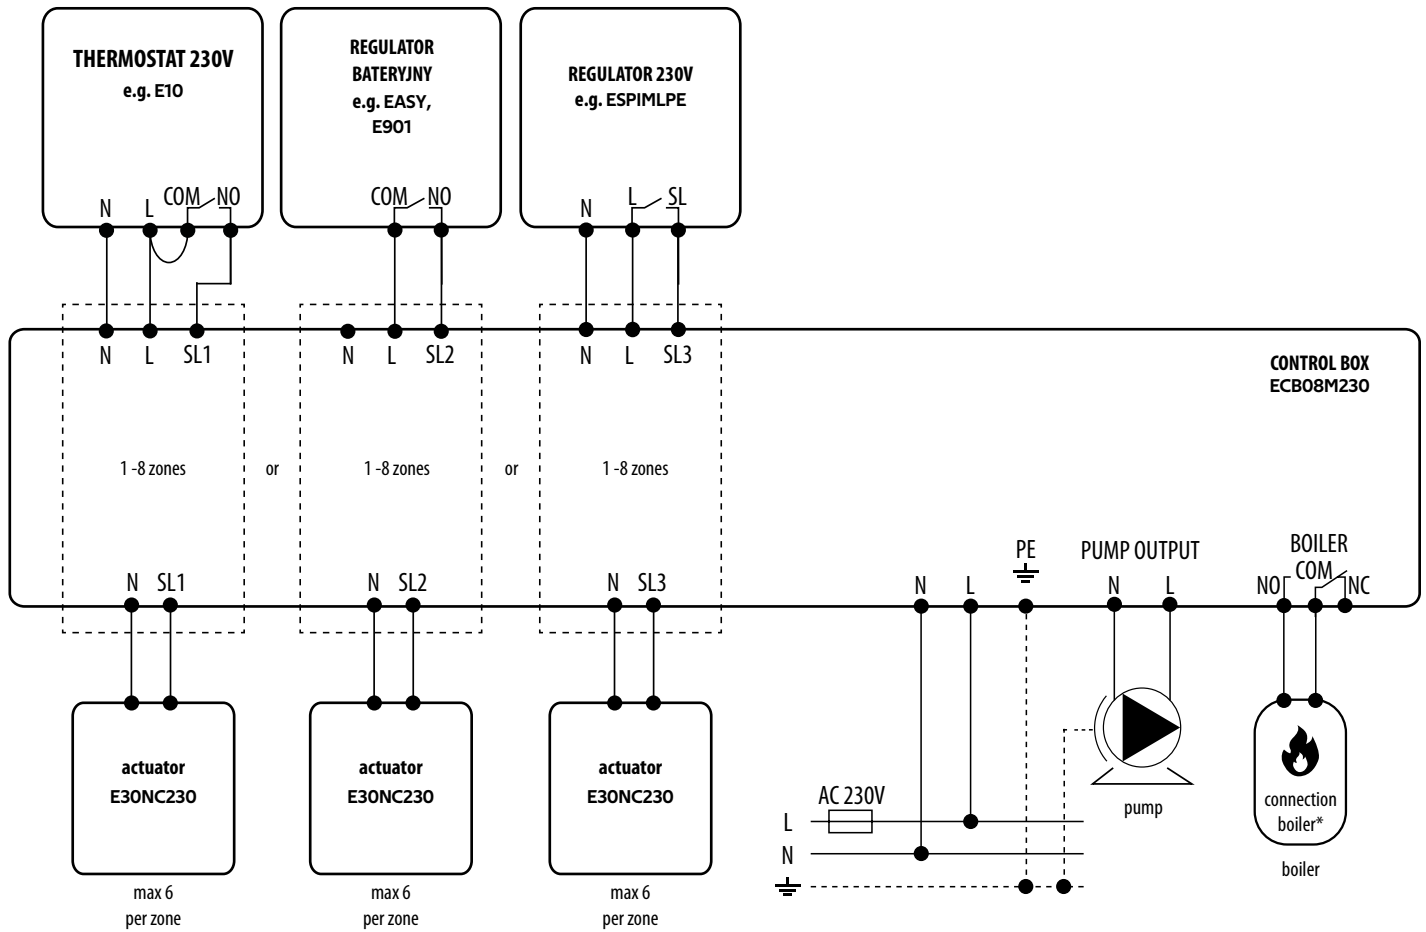 THERMOSTAT 230V
e.g. E10
N L COM NO
REGULATOR
BATERYJNY
e.g. EASY,
E901
COM NO
REGULATOR 230V
e.g. ESPIMLPE
N L SL
N L SL1
N L SL2
N L SL3
CONTROL BOX
ECB08M230
1 -8 zones
or
1 -8 zones
or
1 -8 zones
N SL1
N SL2
N SL3
N L
PE
PUMP OUTPUT
N L
BOILER
COM
NO NC
actuator
E30NC230
max 6
per zone
actuator
E30NC230
max 6
per zone
actuator
E30NC230
max 6
per zone
AC 230V
L
N
pump
connection
boiler*
boiler